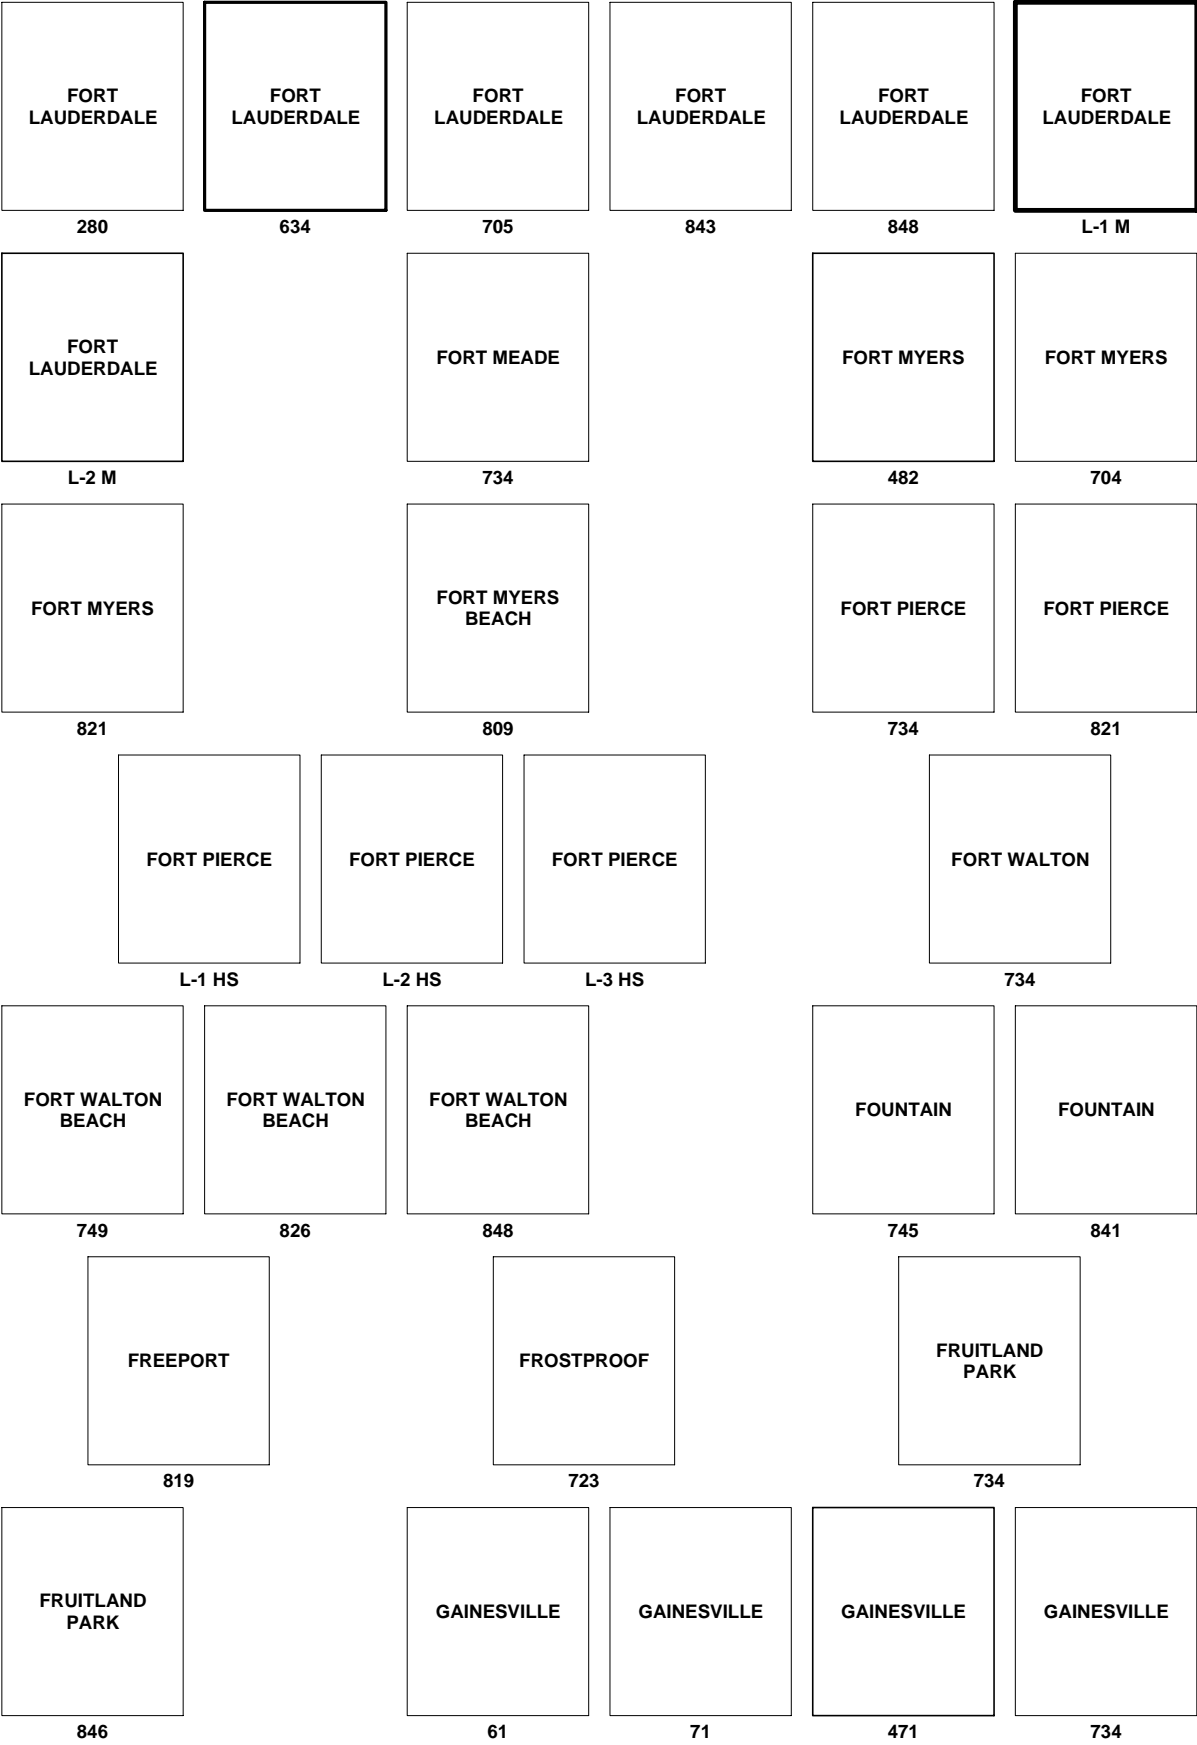 FORT
LAUDERDALE
280
FORT
LAUDERDALE
634
FORT
LAUDERDALE
705
FORT
LAUDERDALE
843
FORT
LAUDERDALE
848
FORT
LAUDERDALE
L-1 M
FORT
LAUDERDALE
L-2 M
FORT MEADE
734
FORT MYERS
482
FORT MYERS
704
FORT MYERS
821
FORT MYERS
BEACH
809
FORT PIERCE
734
FORT PIERCE
821
FORT PIERCE
L-1 HS
FORT PIERCE
L-2 HS
FORT PIERCE
L-3 HS
FORT WALTON
734
FORT WALTON
BEACH
749
FORT WALTON
BEACH
826
FORT WALTON
BEACH
848
FOUNTAIN
745
FOUNTAIN
841
FREEPORT
819
FROSTPROOF
723
FRUITLAND
PARK
734
FRUITLAND
PARK
846
GAINESVILLE
61
GAINESVILLE
71
GAINESVILLE
471
GAINESVILLE
734